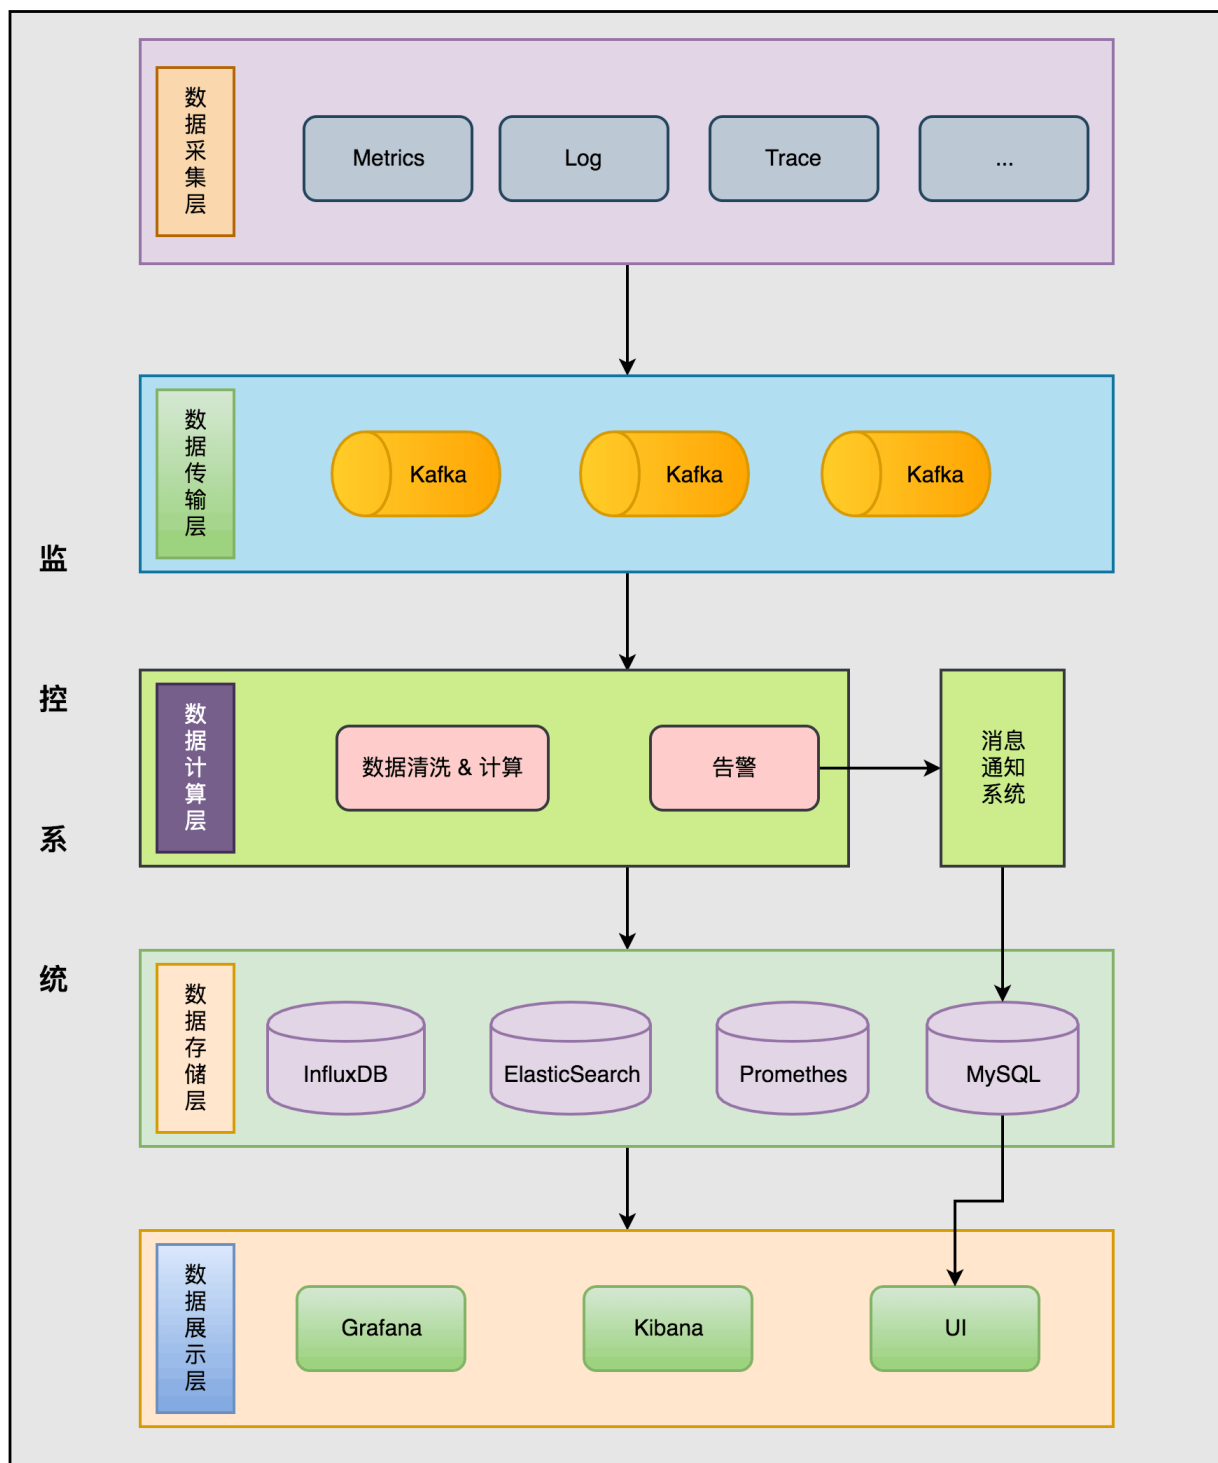 监控系统
数据采集层
Metrics
Log
Trace
...
数据传输层
Kafka
Kafka
Kafka
数据计算层
数据清洗 & 计算
告警
消息
通知
系统
数据存储层
InfluxDB
ElasticSearch
Promethes
MySQL
数据展示层
Grafana
Kibana
UI